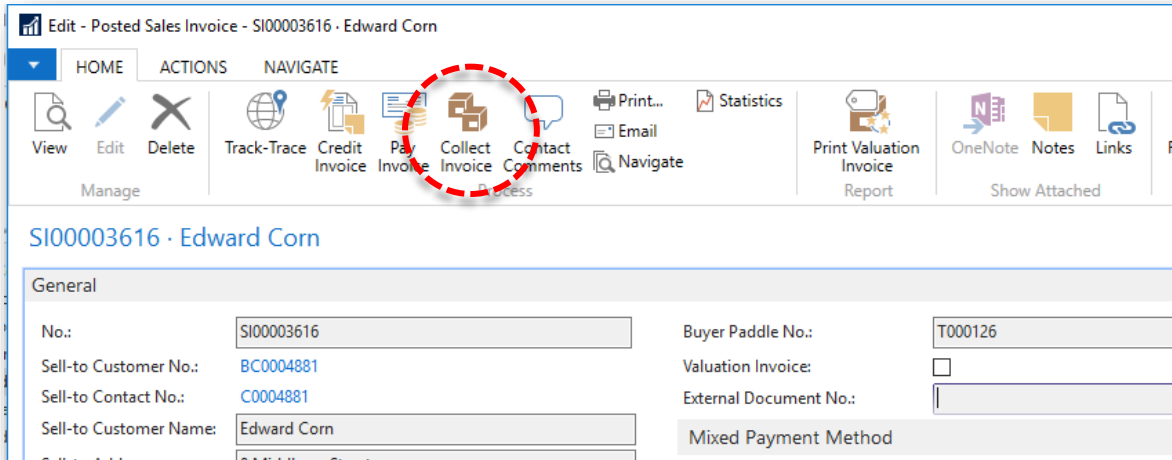 Edit - Posted Sales Invoice - SI00003616 · Edward Corn
HOME ACTIONS NAVIGATE
View Edit Delete Track-Trace Credit Invoice Pay Invoice Collect Invoice Contact Comments
Print... Statistics
Email
Navigate
Print Valuation Invoice OneNote Notes Links
Manage Process Report Show Attached
SI00003616 · Edward Corn
General
No.: SI00003616 Buyer Paddle No.: T000126
Sell-to Customer No.: BC0004881 Valuation Invoice:
Sell-to Contact No.: C0004881 External Document No.:
Sell-to Customer Name: Edward Corn
Mixed Payment Method